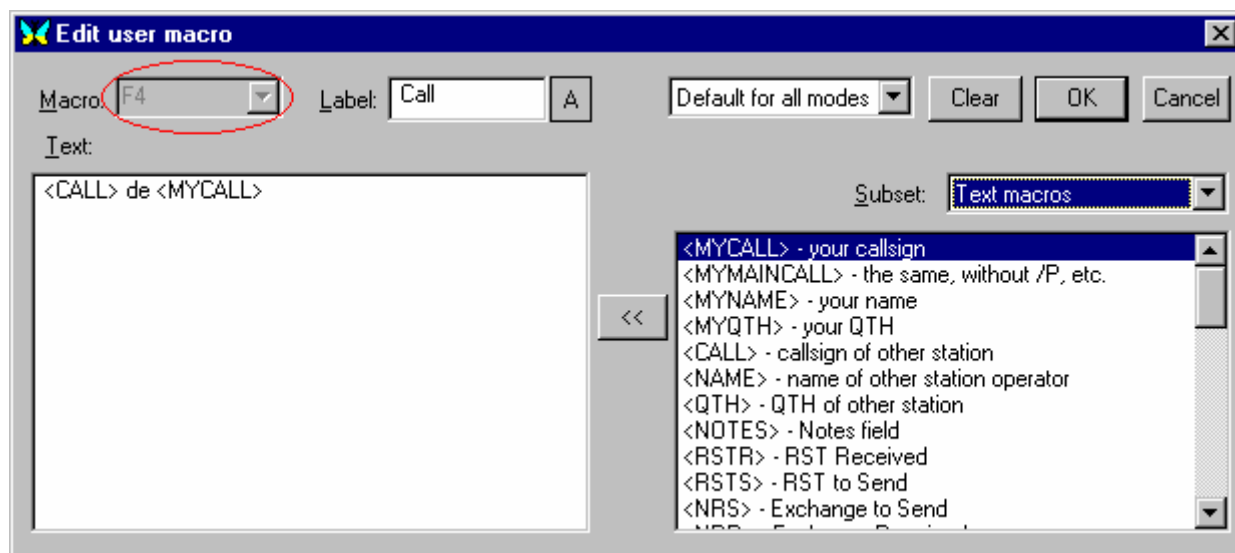 Edit user macro
Macro: F4 Label: Call A Default for all modes Clear OK Cancel
Text:
<CALL> de <MYCALL>
Subset: Text macros
<MYCALL> - your callsign
<MYMAINCALL> - the same, without /P, etc.
<MYNAME> - your name
<< <MYQTH> - your QTH
<CALL> - callsign of other station
<NAME> - name of other station operator
<QTH> - QTH of other station
<NOTES> - Notes field
<RSTR> - RST Received
<RSTS> - RST to Send
<NRS> - Exchange to Send